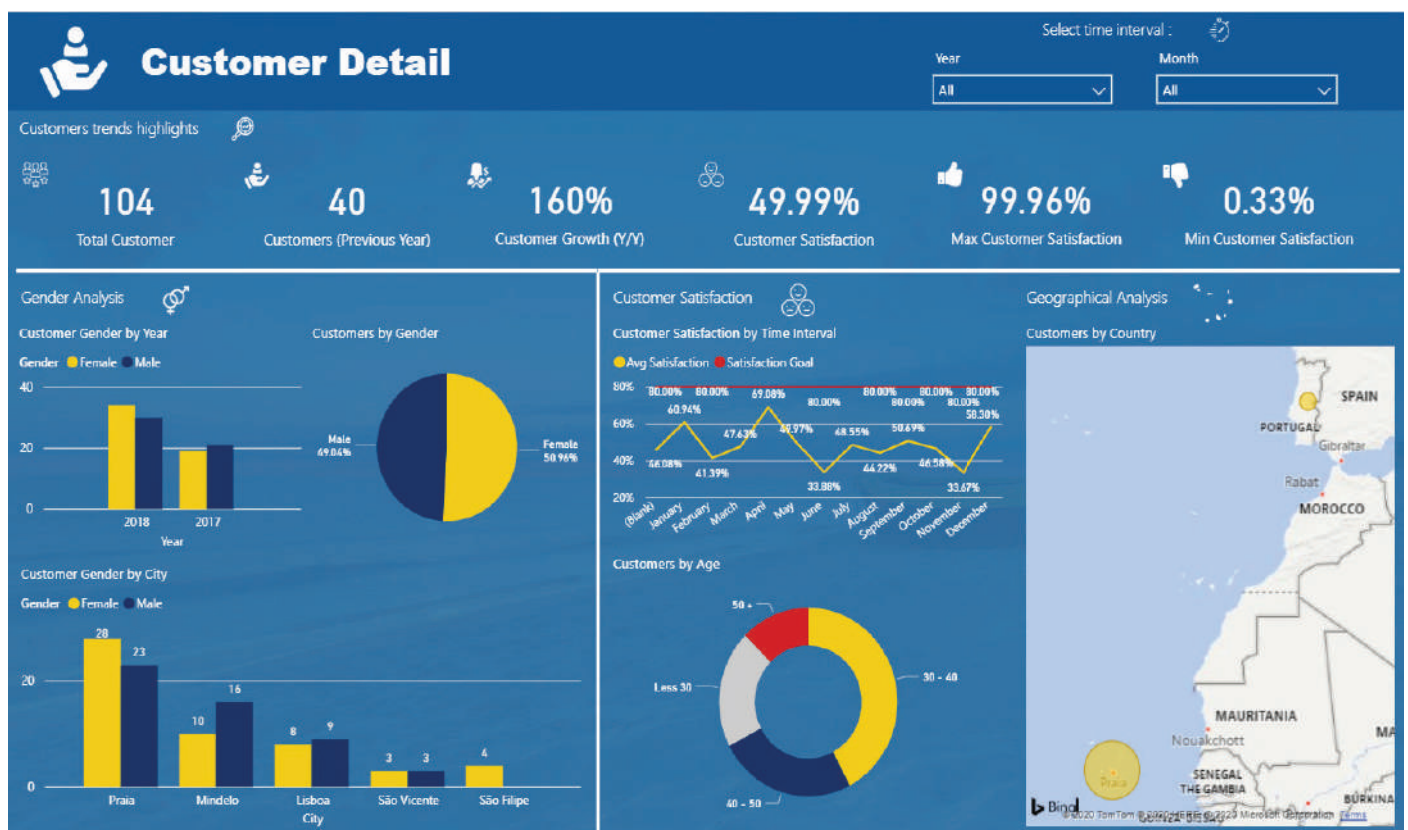 Select time interval :
Customer Detail
Year
Month
All
All
Customers trends highlights
104
40
160%
49.99%
99.96%
0.33%
Total Customer
Customers (Previous Year)
Customer Growth (Y/Y)
Customer Satisfaction
Max Customer Satisfaction
Min Customer Satisfaction
Gender Analysis
Customer Gender by Year
Gender Female Male
40
20
0
2018
2017
Year
Customers by Gender
Male
49.04%
Female
50.96%
Customer Gender by City
Gender Female Male
20
0
28
23
10
16
8
9
3
3
4
Praia
Mindelo
Lisboa
São Vicente
São Filipe
City
Customer Satisfaction
Customer Satisfaction by Time Interval
Avg Satisfaction Satisfaction Goal
80%
60%
40%
20%
80.00% 80.00% 69.08% 80.00% 80.00% 80.00% 80.00% 80.00% 80.00%
60.94%
58.30%
47.63%
49.97%
48.55%
50.69%
46.08%
41.39%
44.22%
46.58%
33.88%
33.67%
(Blank)
January
February
March
April
May
June
July
August
September
October
November
December
Customers by Age
50 +
Less 30
30 - 40
40 - 50
Geographical Analysis
Customers by Country
SPAIN
PORTUGAL
Gibraltar
Rabat
MOROCCO
MAURITANIA
Nouakchott
MA
Praia
SENEGAL
THE GAMBIA
BURKINA
Bing
© 2020 TomTom
Microsoft Corporation Terms